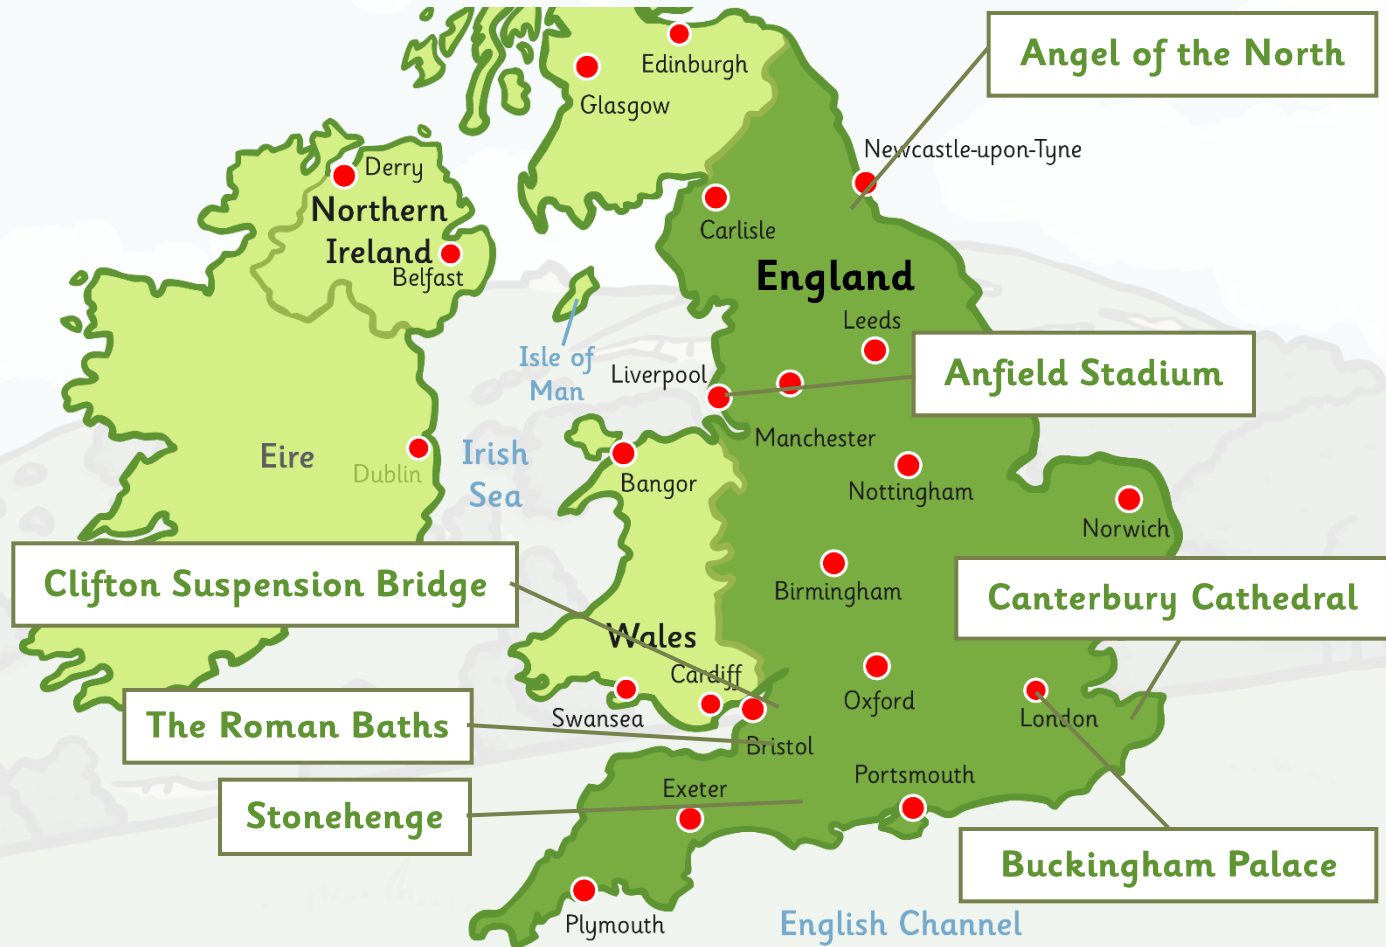 Angel of the North
Edinburgh
Glasgow
Newcastle-upon-Tyne
Derry
Northern
Ireland
Belfast
Carlisle
England
Leeds
Isle of
Man
Liverpool
Anfield Stadium
Manchester
Eire
Dublin
Irish
Sea
Bangor
Nottingham
Norwich
Clifton Suspension Bridge
Birmingham
Canterbury Cathedral
Wales
Cardiff
Swansea
Oxford
London
The Roman Baths
Bristol
Portsmouth
Exeter
Stonehenge
Buckingham Palace
Plymouth
English Channel